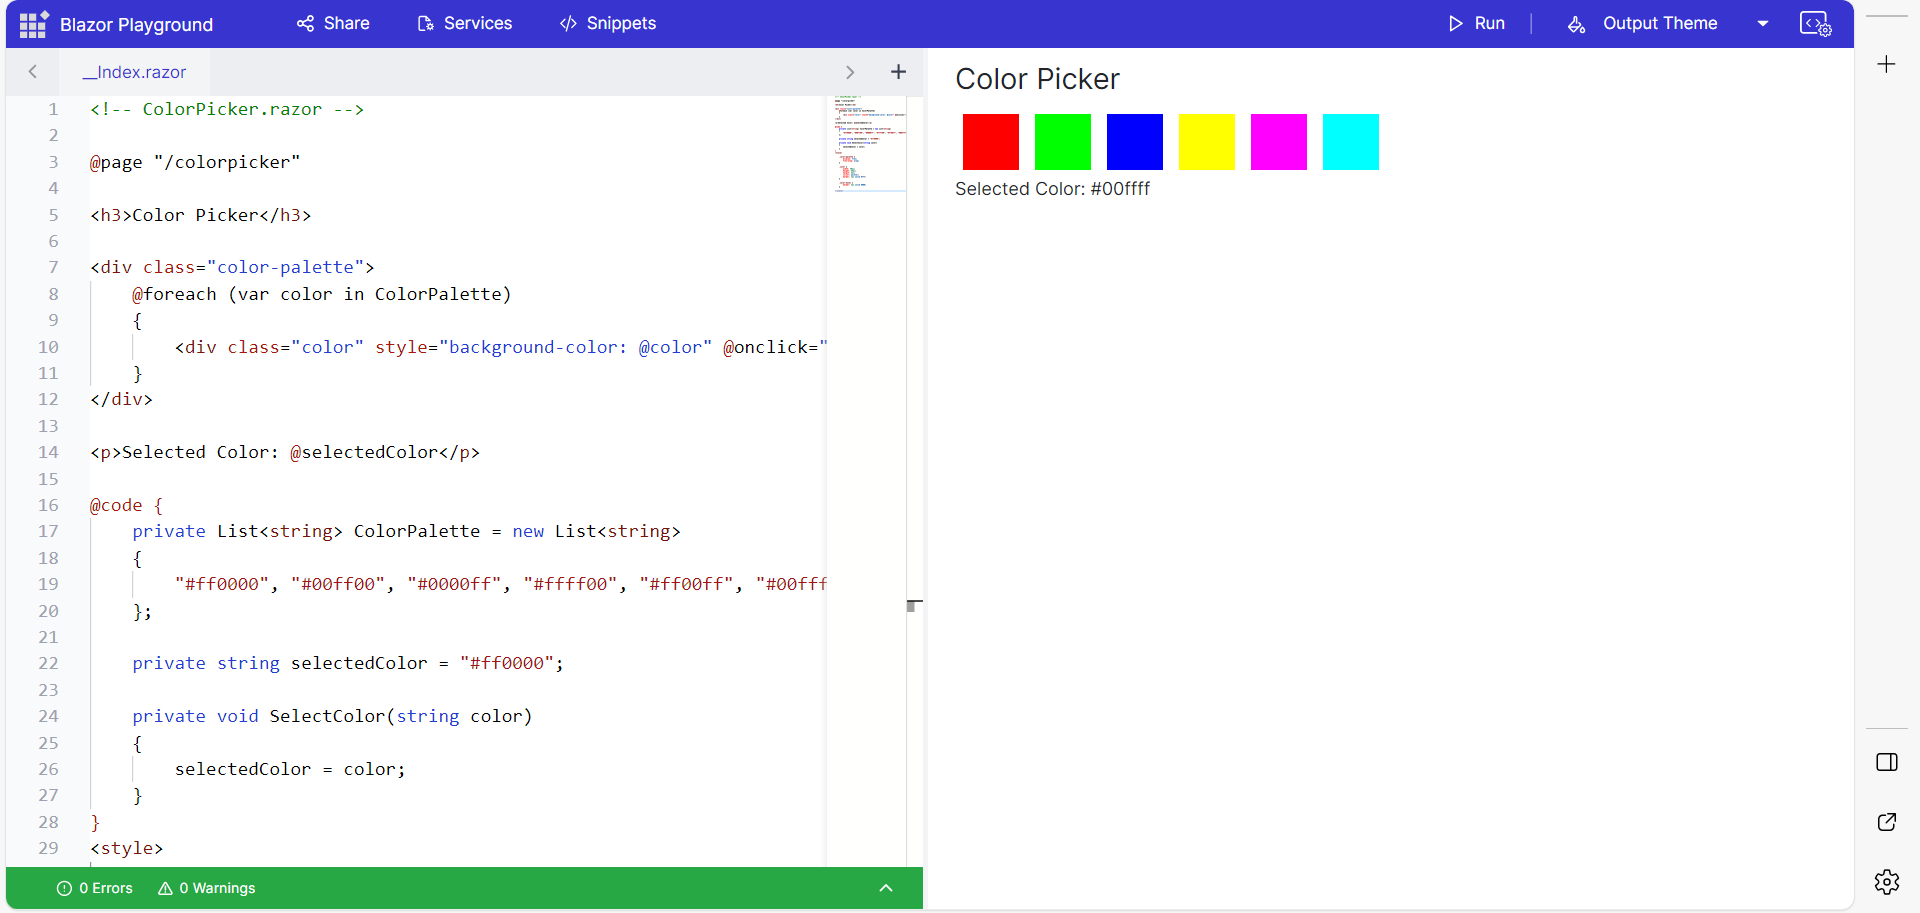 Blazor Playground Share Services Snippets Run Output Theme
__Index.razor
1 <!-- ColorPicker.razor -->
2
3 @page "/colorpicker"
4
5 <h3>Color Picker</h3>
6
7 <div class="color-palette">
8 @foreach (var color in ColorPalette)
9 {
10 <div class="color" style="background-color: @color" @onclick="
11 }
12 </div>
13
14 <p>Selected Color: @selectedColor</p>
15
16 @code {
17 private List<string> ColorPalette = new List<string>
18 {
19 "#ff0000", "#00ff00", "#0000ff", "#ffff00", "#ff00ff", "#00fff
20 };
21
22 private string selectedColor = "#ff0000";
23
24 private void SelectColor(string color)
25 {
26 selectedColor = color;
27 }
28 }
29 <style>
0 Errors 0 Warnings
Color Picker
Selected Color: #00ffff